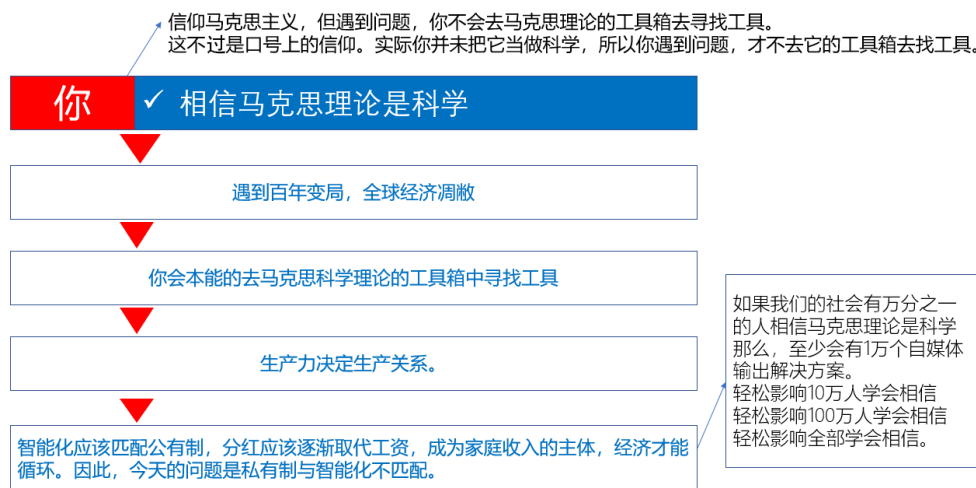 信仰马克思主义，但遇到问题，你不会去马克思理论的工具箱去寻找工具。
这不过是口号上的信仰。实际你并未把它当做科学，所以你遇到问题，才不去它的工具箱去找工具。
你 ✓ 相信马克思理论是科学
遇到百年变局，全球经济凋敝
你会本能的去马克思科学理论的工具箱中寻找工具
生产力决定生产关系。
智能化应该匹配公有制，分红应该逐渐取代工资，成为家庭收入的主体，经济才能
循环。因此，今天的问题是私有制与智能化不匹配。
如果我们的社会有万分之一
的人相信马克思理论是科学
那么，至少会有1万个自媒体
输出解决方案。
轻松影响10万人学会相信
轻松影响100万人学会相信
轻松影响全部学会相信。